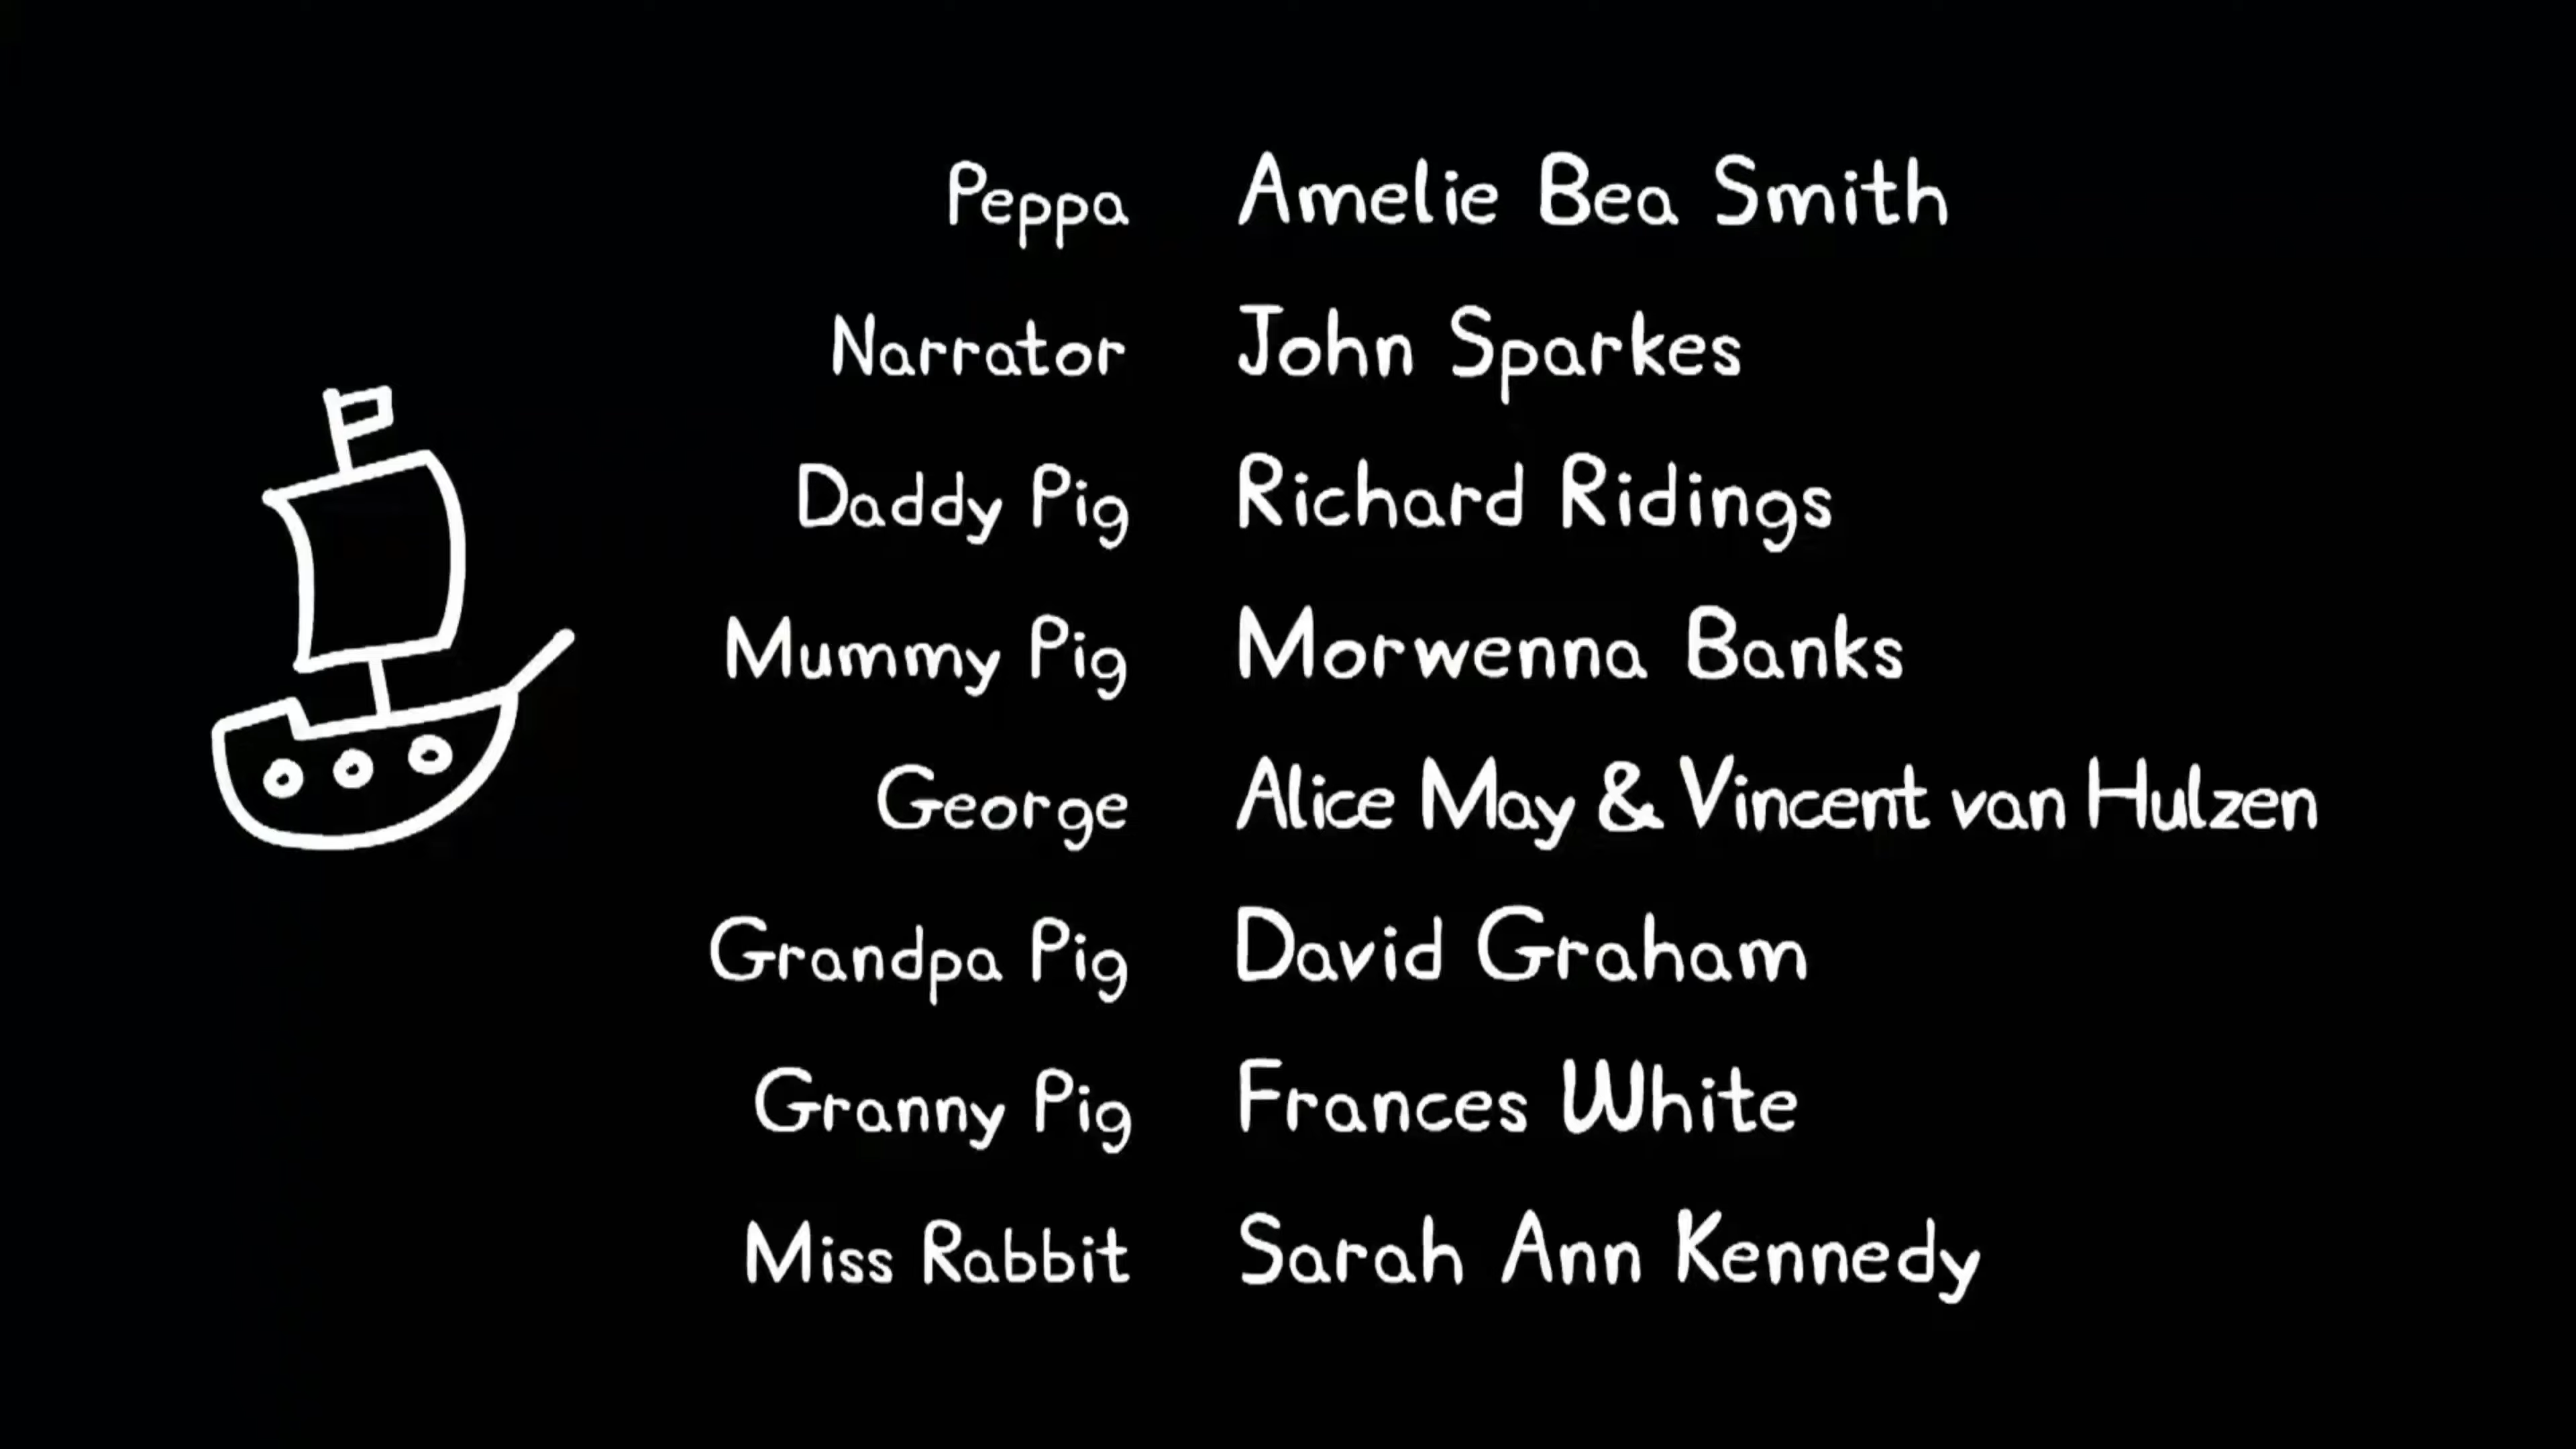 Peppa Amelie Bea Smith
Narrator John Sparkes
Daddy Pig Richard Ridings
Mummy Pig Morwenna Banks
George Alice May & Vincent van Hulzen
Grandpa Pig David Graham
Granny Pig Frances White
Miss Rabbit Sarah Ann Kennedy